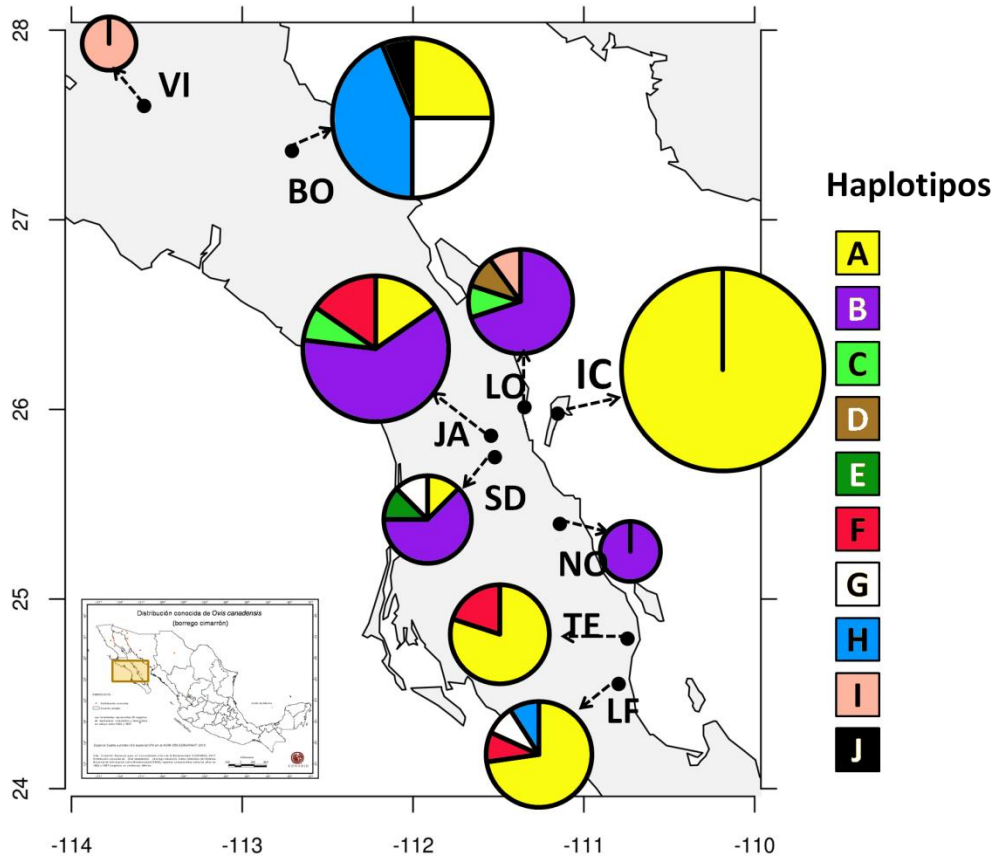 28
27
26
25
24
VI
BO
LO
IC
JA
SD
NO
TE
LF
Haplotipos
A
B
C
D
E
F
G
H
I
J
Distribución conocida de Ovis canadensis
(borrego cimarrón)
-114
-113
-112
-111
-110